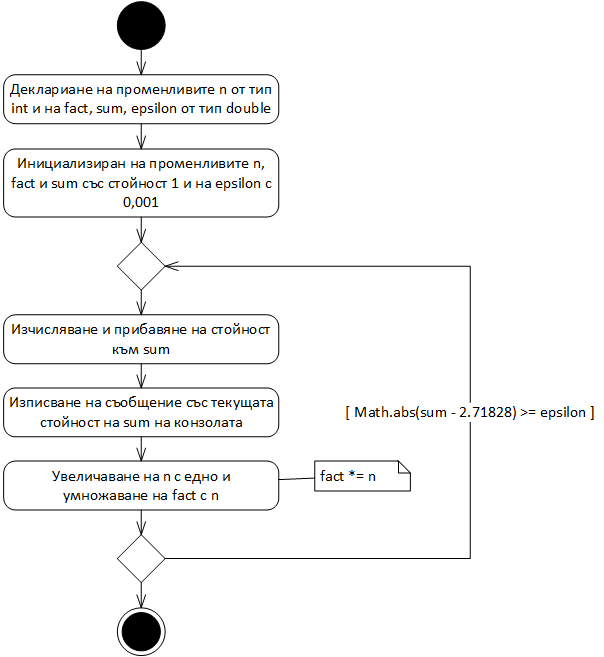 Деклариане на променливите n от тип
int и на fact, sum, epsilon от тип double
Инициализиран на променливите n,
fact и sum със стойност 1 и на epsilon с
0,001
Изчисляване и прибавяне на стойност
към sum
Изписване на съобщение със текущата
стойност на sum на конзолата
[ Math.abs(sum - 2.71828) >= epsilon ]
Увеличаване на n с едно и
умножаване на fact с n
fact *= n